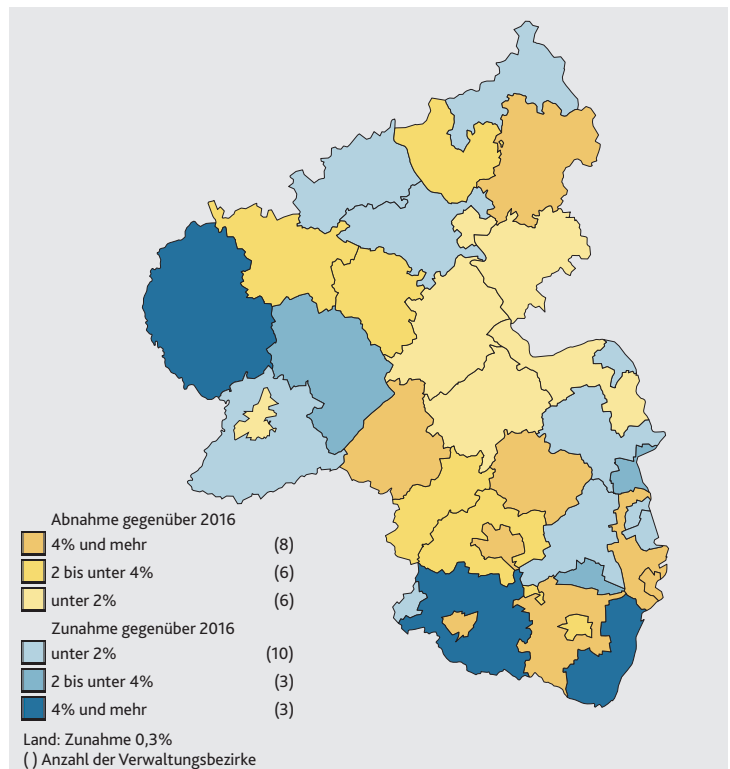 Abnahme gegenüber 2016
4% und mehr (8)
2 bis unter 4% (6)
unter 2% (6)
Zunahme gegenüber 2016
unter 2% (10)
2 bis unter 4% (3)
4% und mehr (3)
Land: Zunahme 0,3%
( ) Anzahl der Verwaltungsbezirke